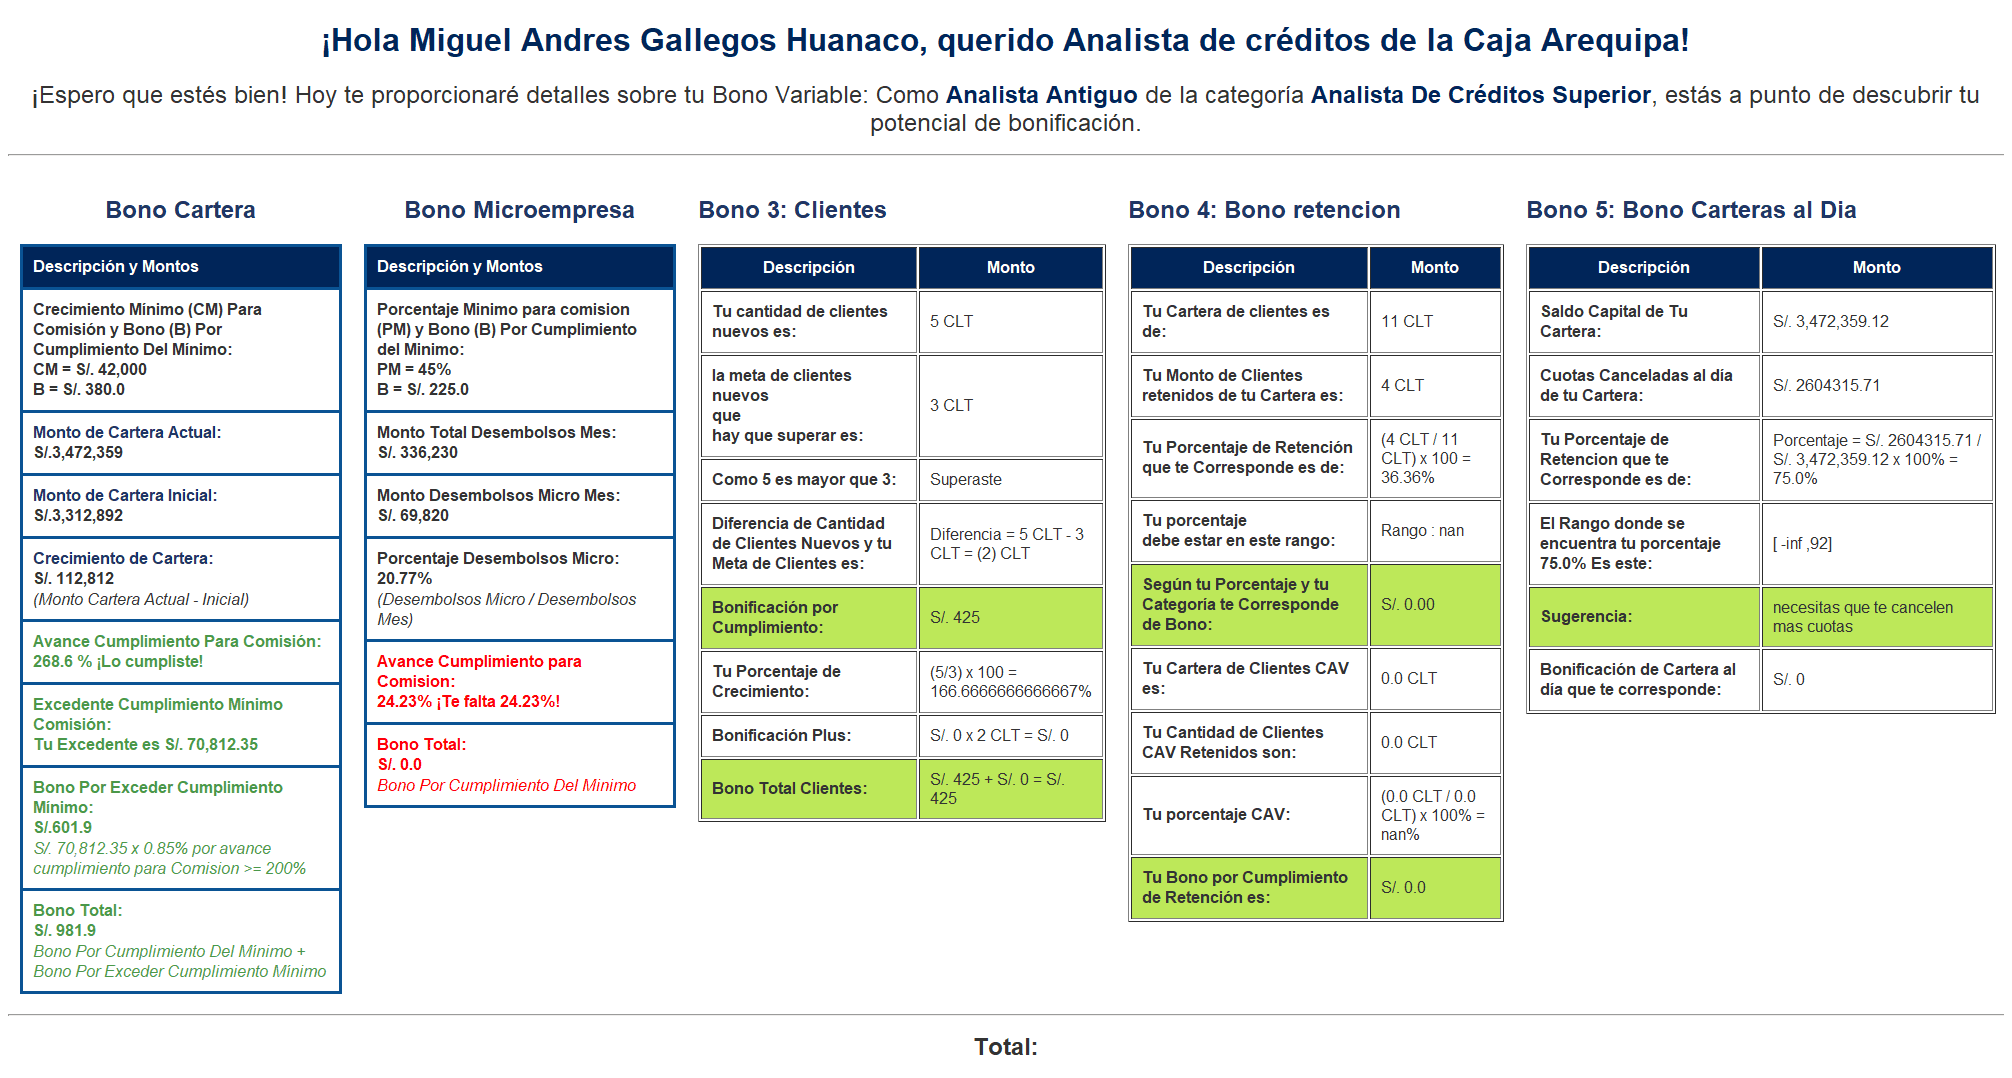 ¡Hola Miguel Andres Gallegos Huanaco, querido Analista de créditos de la Caja Arequipa!
¡Espero que estés bien! Hoy te proporcionaré detalles sobre tu Bono Variable: Como Analista Antiguo de la categoría Analista De Créditos Superior, estás a punto de descubrir tu
potencial de bonificación.
Bono Cartera
Descripción y Montos
Crecimiento Mínimo (CM) Para
Comisión y Bono (B) Por
Cumplimiento Del Mínimo:
CM = S/. 42,000
B = S/. 380.0
Monto de Cartera Actual:
S/.3,472,359
Monto de Cartera Inicial:
S/.3,312,892
Crecimiento de Cartera:
S/. 112,812
(Monto Cartera Actual - Inicial)
Avance Cumplimiento Para Comisión:
268.6 % ¡Lo cumpliste!
Excedente Cumplimiento Mínimo
Comisión:
Tu Excedente es S/. 70,812.35
Bono Por Exceder Cumplimiento
Mínimo:
S/.601.9
S/. 70,812.35 x 0.85% por avance
cumplimiento para Comision >= 200%
Bono Total:
S/. 981.9
Bono Por Cumplimiento Del Mínimo +
Bono Por Exceder Cumplimiento Mínimo
Bono Microempresa
Descripción y Montos
Porcentaje Minimo para comision
(PM) y Bono (B) Por Cumplimiento
del Minimo:
PM = 45%
B = S/. 225.0
Monto Total Desembolsos Mes:
S/. 336,230
Monto Desembolsos Micro Mes:
S/. 69,820
Porcentaje Desembolsos Micro:
20.77%
(Desembolsos Micro / Desembolsos
Mes)
Avance Cumplimiento para
Comision:
24.23% ¡Te falta 24.23%!
Bono Total:
S/. 0.0
Bono Por Cumplimiento Del Minimo
Bono 3: Clientes
Descripción Monto
Tu cantidad de clientes
nuevos es:
5 CLT
la meta de clientes
nuevos
que
hay que superar es:
3 CLT
Como 5 es mayor que 3: Superaste
Diferencia de Cantidad
de Clientes Nuevos y tu
Meta de Clientes es:
Diferencia = 5 CLT - 3
CLT = (2) CLT
Bonificación por
Cumplimiento:
S/. 425
Tu Porcentaje de
Crecimiento:
(5/3) x 100 =
166.6666666666667%
Bonificación Plus: S/. 0 x 2 CLT = S/. 0
Bono Total Clientes:
S/. 425 + S/. 0 = S/.
425
Bono 4: Bono retencion
Descripción Monto
Tu Cartera de clientes es
de:
11 CLT
Tu Monto de Clientes
retenidos de tu Cartera es:
4 CLT
Tu Porcentaje de Retención
que te Corresponde es de:
(4 CLT / 11
CLT) x 100 =
36.36%
Tu porcentaje
debe estar en este rango:
Rango : nan
Según tu Porcentaje y tu
Categoría te Corresponde
de Bono:
S/. 0.00
Tu Cartera de Clientes CAV
es:
0.0 CLT
Tu Cantidad de Clientes
CAV Retenidos son:
0.0 CLT
Tu porcentaje CAV:
(0.0 CLT / 0.0
CLT) x 100% =
nan%
Tu Bono por Cumplimiento
de Retención es:
S/. 0.0
Bono 5: Bono Carteras al Dia
Descripción Monto
Saldo Capital de Tu
Cartera:
S/. 3,472,359.12
Cuotas Canceladas al día
de tu Cartera:
S/. 2604315.71
Tu Porcentaje de
Retencion que te
Corresponde es de:
Porcentaje = S/. 2604315.71 /
S/. 3,472,359.12 x 100% =
75.0%
El Rango donde se
encuentra tu porcentaje
75.0% Es este:
[ -inf ,92]
Sugerencia:
necesitas que te cancelen
mas cuotas
Bonificación de Cartera al
día que te corresponde:
S/. 0
Total: